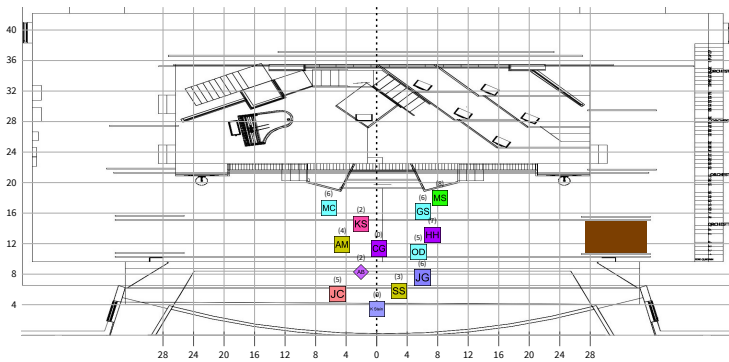 40
36
32
28
24
20
(8)
MS
(6)
(6)
MC
GS
16
(2)
KS
(7)
HH
(4)
AM
12
(0)
CG
(5)
OD
8
(2)
AB
(6)
JG
(5)
JC
(3)
SS
4
28 24 20 16 12 8 4 0 4 8 12 16 20 24 28